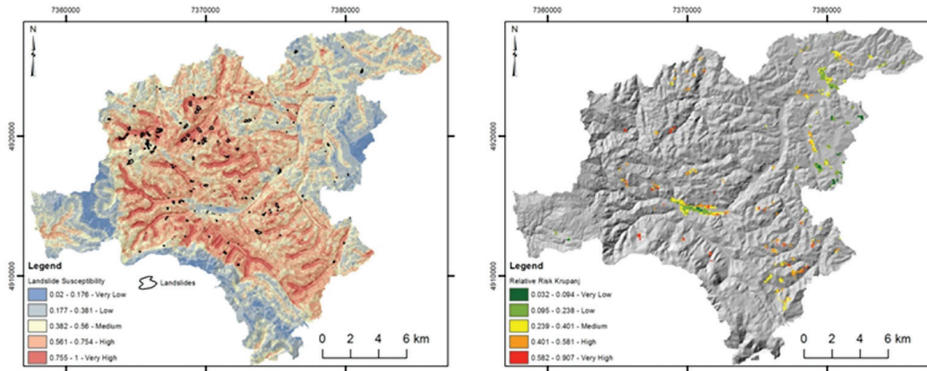 7360000 7370000 7380000
N
4920000
4910000
Legend
Landslide Susceptibility
Landslides
0.02 - 0.176 - Very Low
0.177 - 0.381 - Low
0.382 - 0.56 - Medium
0.561 - 0.754 - High
0.755 - 1 - Very High
0 2 4 6 km
7360000 7370000 7380000
N
4920000
4910000
Legend
Relative Risk Krupanj
0.032 - 0.094 - Very Low
0.095 - 0.238 - Low
0.239 - 0.401 - Medium
0.401 - 0.581 - High
0.582 - 0.907 - Very High
0 2 4 6 km